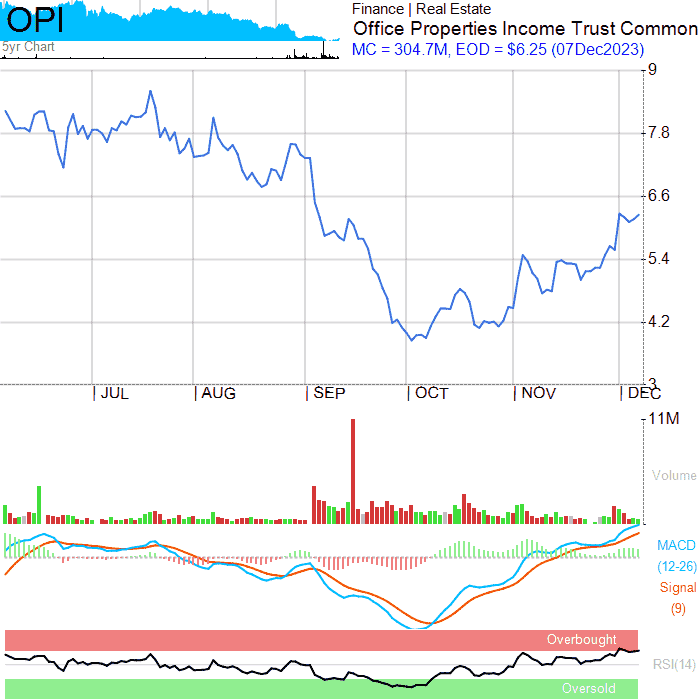 OPI
5yr Chart
Finance | Real Estate
Office Properties Income Trust Common
MC = 304.7M, EOD = $6.25 (07Dec2023)
9
7.8
6.6
5.4
4.2
3
JUL
AUG
SEP
OCT
NOV
DEC
11M
Volume
MACD
(12-26)
Signal
(9)
Overbought
RSI(14)
Oversold